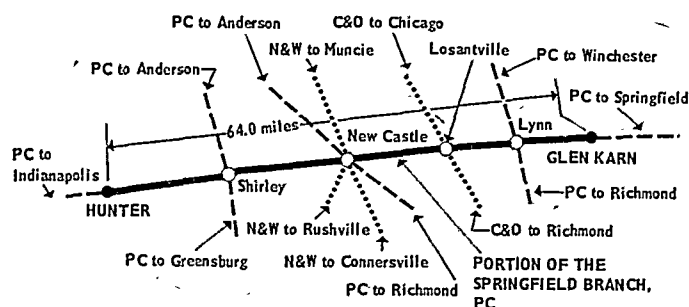 PC to Anderson
C&O to Chicago
N&W to Muncie
Losantville
PC to Winchester
PC to Anderson
PC to Springfield
64.0 miles
New Castle
Lynn
GLEN KARN
PC to
Indianapolis
Shirley
HUNTER
PC to Richmond
N&W to Rushville
C&O to Richmond
PC to Greensburg
N&W to Connersville
PC to Richmond
PORTION OF THE
SPRINGFIELD BRANCH,
PC